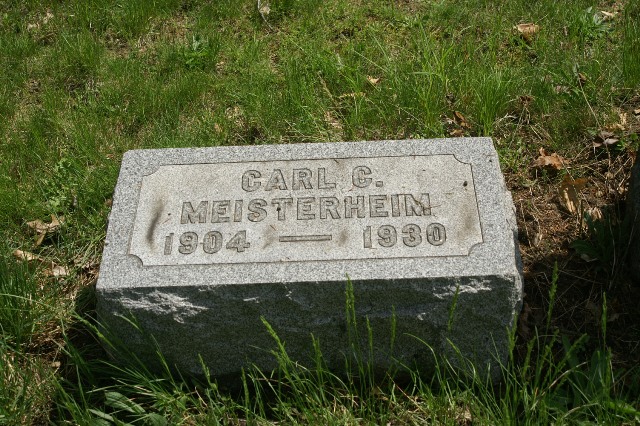 CARL C.
MEISTERHEIM
1904 — 1930